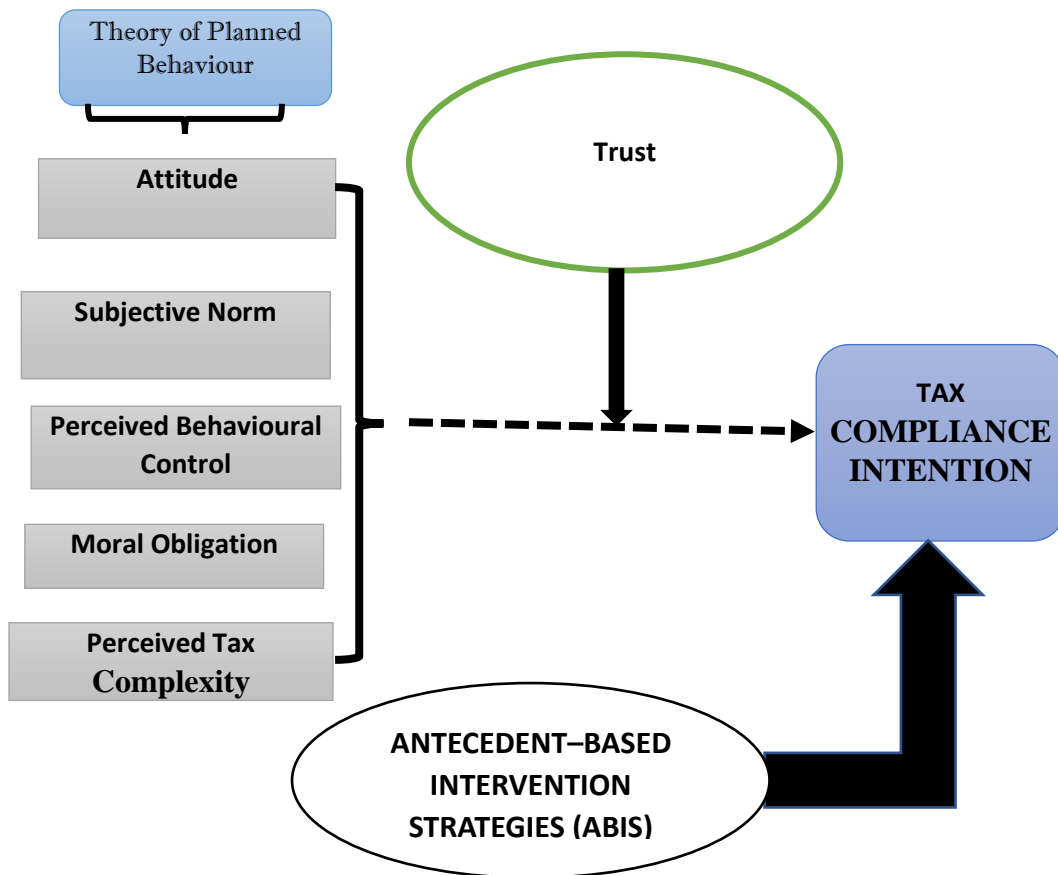 Theory of Planned
Behaviour
Attitude
Trust
Subjective Norm
Perceived Behavioural
Control
TAX
COMPLIANCE
INTENTION
Moral Obligation
Perceived Tax
Complexity
ANTECEDENT–BASED
INTERVENTION
STRATEGIES (ABIS)